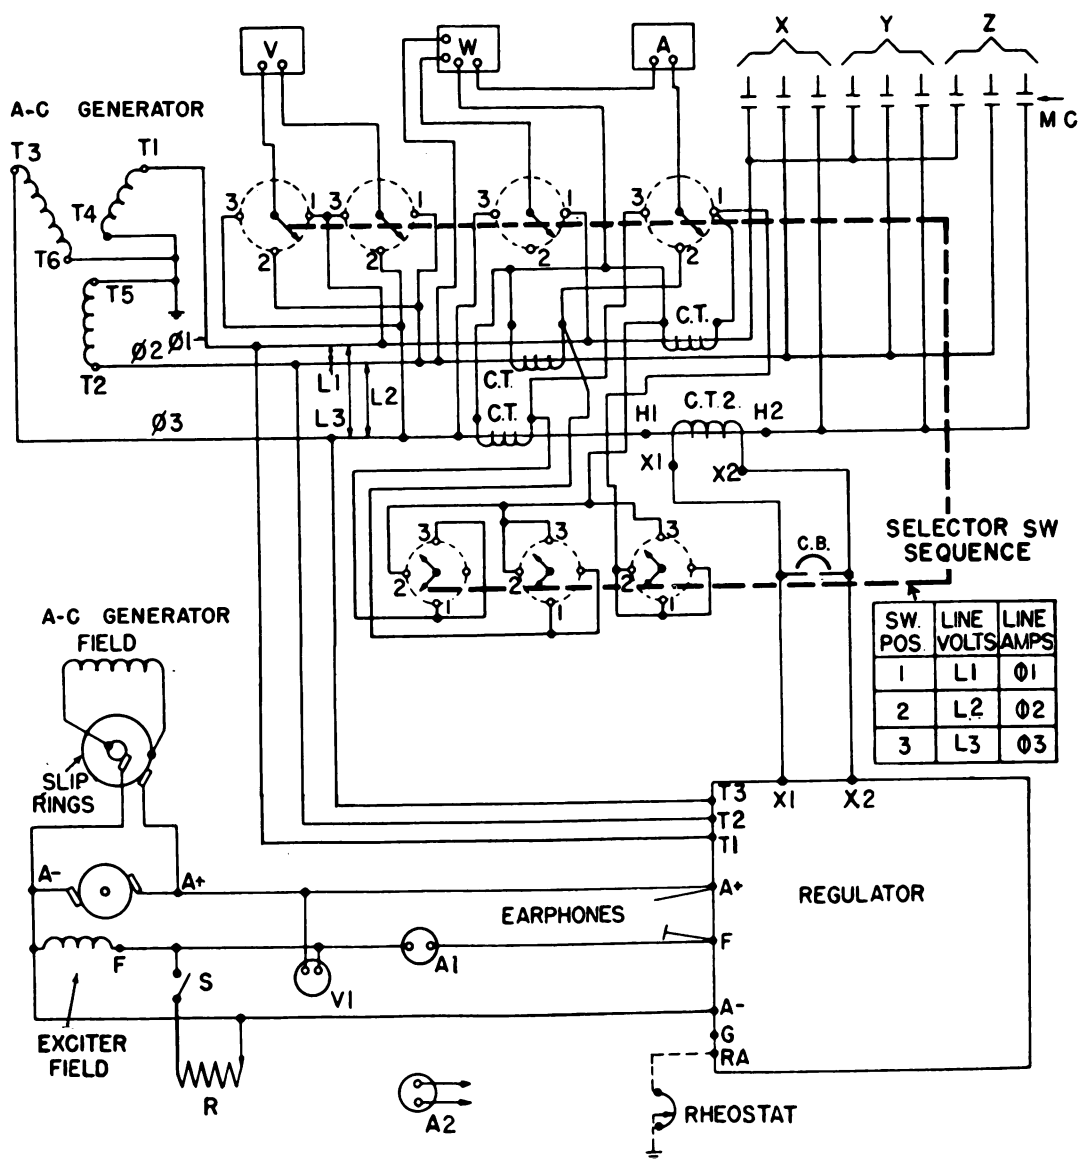 X Y Z
V W A
A-C GENERATOR
MC
T3 T1
T4
T6
T5
T2
3 1 3 1 3 1 3 1
2 2 2 2
Ø1
Ø2
Ø3
L1
L2
L3
C.T.
C.T.
C.T.
C.T.2.
H1 H2
X1 X2
3 3 3
2 2 2
1 1 1
C.B.
SELECTOR SW
SEQUENCE
SW. POS. LINE VOLTS LINE AMPS
1 L1 Ø1
2 L2 Ø2
3 L3 Ø3
A-C GENERATOR
FIELD
SLIP
RINGS
X1 X2
T3
T2
T1
A- A+
A+
REGULATOR
EARPHONES
F
F
A1
S
V1
A-
G
RA
EXCITER
FIELD
R
A2
RHEOSTAT